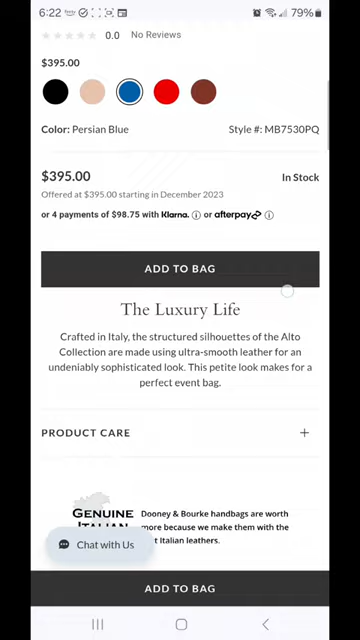 6:22 79%
0.0 No Reviews
$395.00
Color: Persian Blue Style #: MB7530PQ
$395.00 In Stock
Offered at $395.00 starting in December 2023
or 4 payments of $98.75 with Klarna. or afterpay
ADD TO BAG
The Luxury Life
Crafted in Italy, the structured silhouettes of the Alto
Collection are made using ultra-smooth leather for an
undeniably sophisticated look. This petite look makes for a
perfect event bag.
PRODUCT CARE +
GENUINE
ITALIAN
Dooney & Bourke handbags are worth
more because we make them with the
t Italian leathers.
Chat with Us
ADD TO BAG